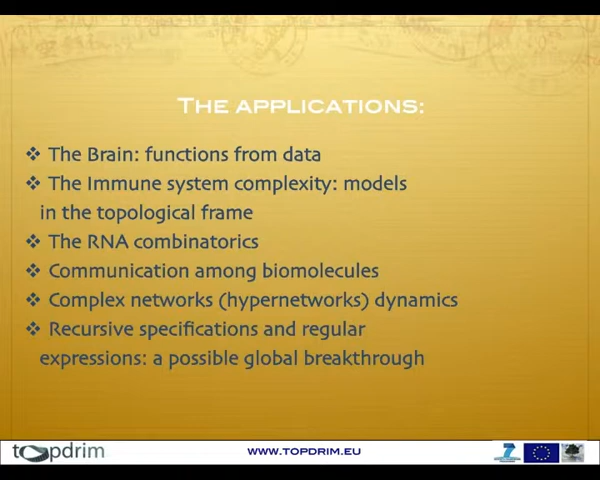 THE APPLICATIONS:
❖ The Brain: functions from data
❖ The Immune system complexity: models
in the topological frame
❖ The RNA combinatorics
❖ Communication among biomolecules
❖ Complex networks (hypernetworks) dynamics
❖ Recursive specifications and regular
expressions: a possible global breakthrough
topdrim
WWW.TOPDRIM.EU